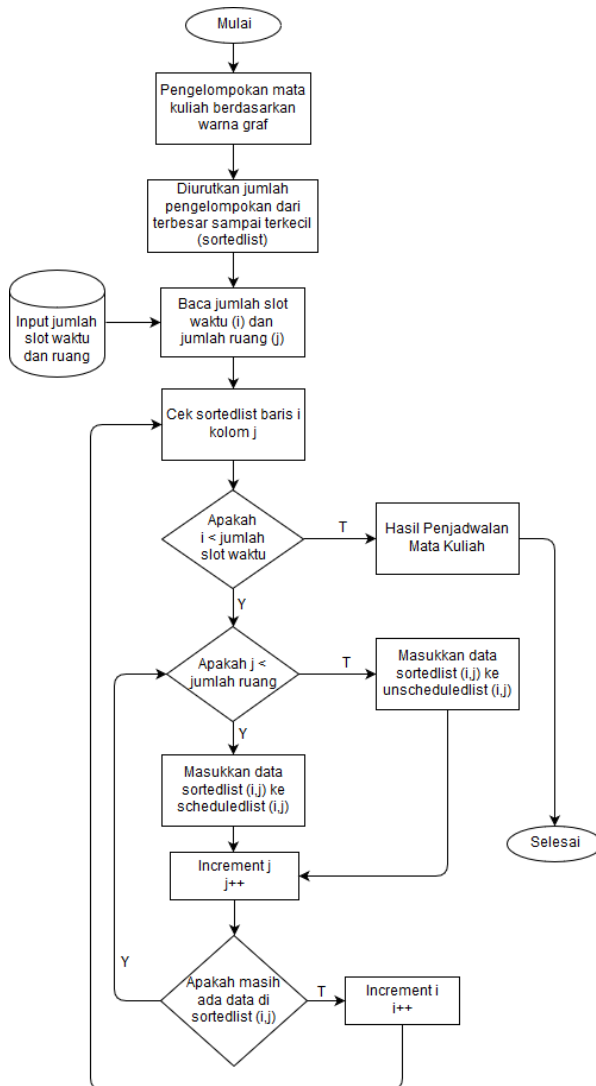 Mulai
Pengelompokan mata
kuliah berdasarkan
warna graf
Diurutkan jumlah
pengelompokan dari
terbesar sampai terkecil
(sortedlist)
Input jumlah
slot waktu
dan ruang
Baca jumlah slot
waktu (i) dan
jumlah ruang (j)
Cek sortedlist baris i
kolom j
Apakah
i < jumlah
slot waktu
T
Hasil Penjadwalan
Mata Kuliah
Y
Apakah j <
jumlah ruang
T
Masukkan data
sortedlist (i,j) ke
unscheduledlist (i,j)
Y
Masukkan data
sortedlist (i,j) ke
scheduledlist (i,j)
Selesai
Increment j
j++
Y
Apakah masih
ada data di
sortedlist (i,j)
T
Increment i
i++